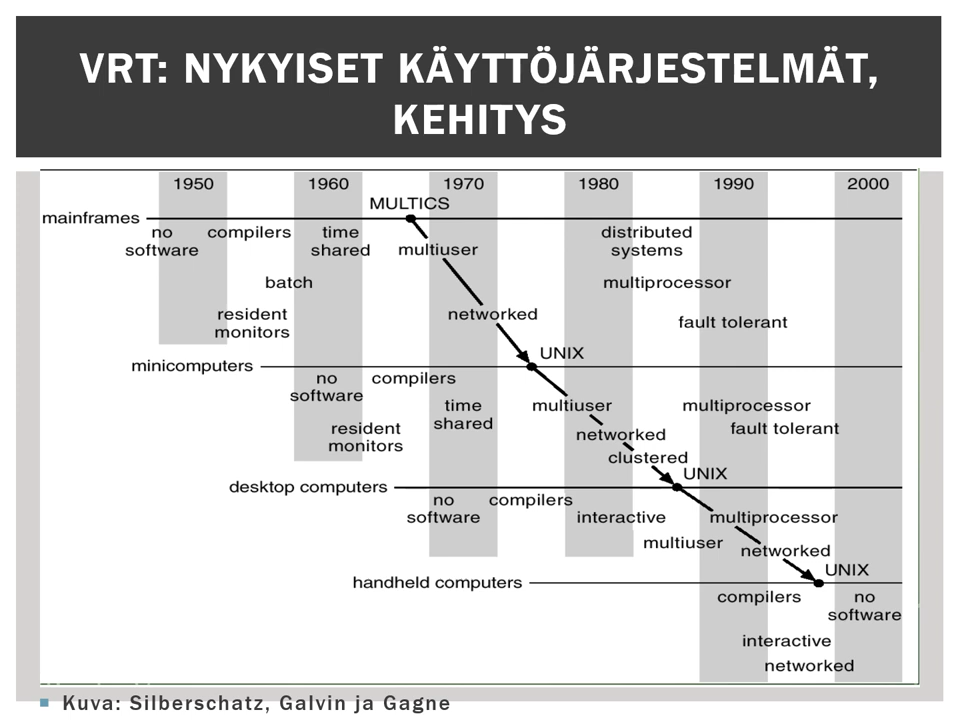 VRT: NYKYISET KÄYTTÖJÄRJESTELMÄT,
KEHITYS
1950 1960 1970 1980 1990 2000
MULTICS
mainframes
no software
compilers
time shared
multiuser
distributed systems
batch
multiprocessor
resident monitors
networked
fault tolerant
UNIX
minicomputers
no software
compilers
time shared
multiuser
multiprocessor
resident monitors
networked
fault tolerant
clustered
UNIX
desktop computers
no software
compilers
interactive
multiprocessor
multiuser
networked
UNIX
handheld computers
compilers
no software
interactive
networked
Kuva: Silberschatz, Galvin ja Gagne